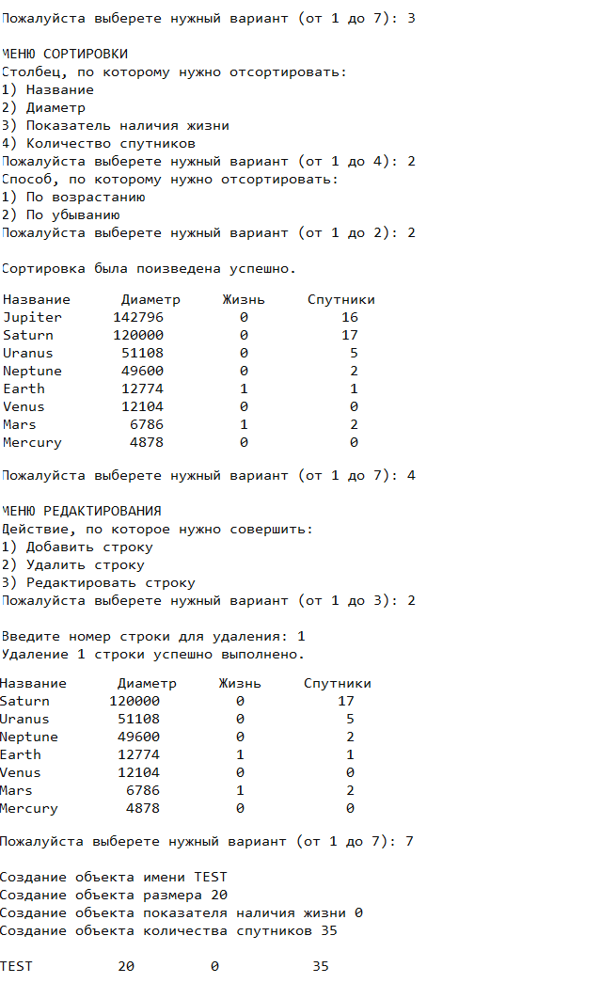 Пожалуйста выберете нужный вариант (от 1 до 7): 3
МЕНЮ СОРТИРОВКИ
Столбец, по которому нужно отсортировать:
1) Название
2) Диаметр
3) Показатель наличия жизни
4) Количество спутников
Пожалуйста выберете нужный вариант (от 1 до 4): 2
Способ, по которому нужно отсортировать:
1) По возрастанию
2) По убыванию
Пожалуйста выберете нужный вариант (от 1 до 2): 2
Сортировка была поизведена успешно.
Название Диаметр Жизнь Спутники
Jupiter 142796 0 16
Saturn 120000 0 17
Uranus 51108 0 5
Neptune 49600 0 2
Earth 12774 1 1
Venus 12104 0 0
Mars 6786 1 2
Mercury 4878 0 0
Пожалуйста выберете нужный вариант (от 1 до 7): 4
МЕНЮ РЕДАКТИРОВАНИЯ
Действие, по которое нужно совершить:
1) Добавить строку
2) Удалить строку
3) Редактировать строку
Пожалуйста выберете нужный вариант (от 1 до 3): 2
Введите номер строки для удаления: 1
Удаление 1 строки успешно выполнено.
Название Диаметр Жизнь Спутники
Saturn 120000 0 17
Uranus 51108 0 5
Neptune 49600 0 2
Earth 12774 1 1
Venus 12104 0 0
Mars 6786 1 2
Mercury 4878 0 0
Пожалуйста выберете нужный вариант (от 1 до 7): 7
Создание объекта имени TEST
Создание объекта размера 20
Создание объекта показателя наличия жизни 0
Создание объекта количества спутников 35
TEST 20 0 35